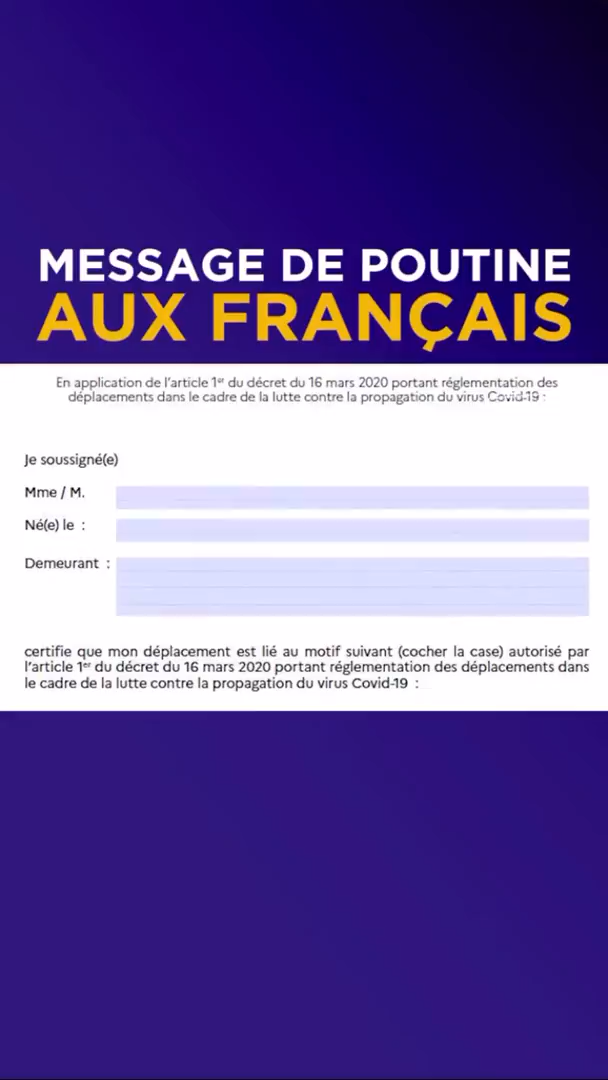 MESSAGE DE POUTINE
AUX FRANÇAIS
En application de l'article 1er du décret du 16 mars 2020 portant réglementation des
déplacements dans le cadre de la lutte contre la propagation du virus Covid-19 :
Je soussigné(e)
Mme / M.
Né(e) le :
Demeurant :
certifie que mon déplacement est lié au motif suivant (cocher la case) autorisé par
l'article 1er du décret du 16 mars 2020 portant réglementation des déplacements dans
le cadre de la lutte contre la propagation du virus Covid-19 :